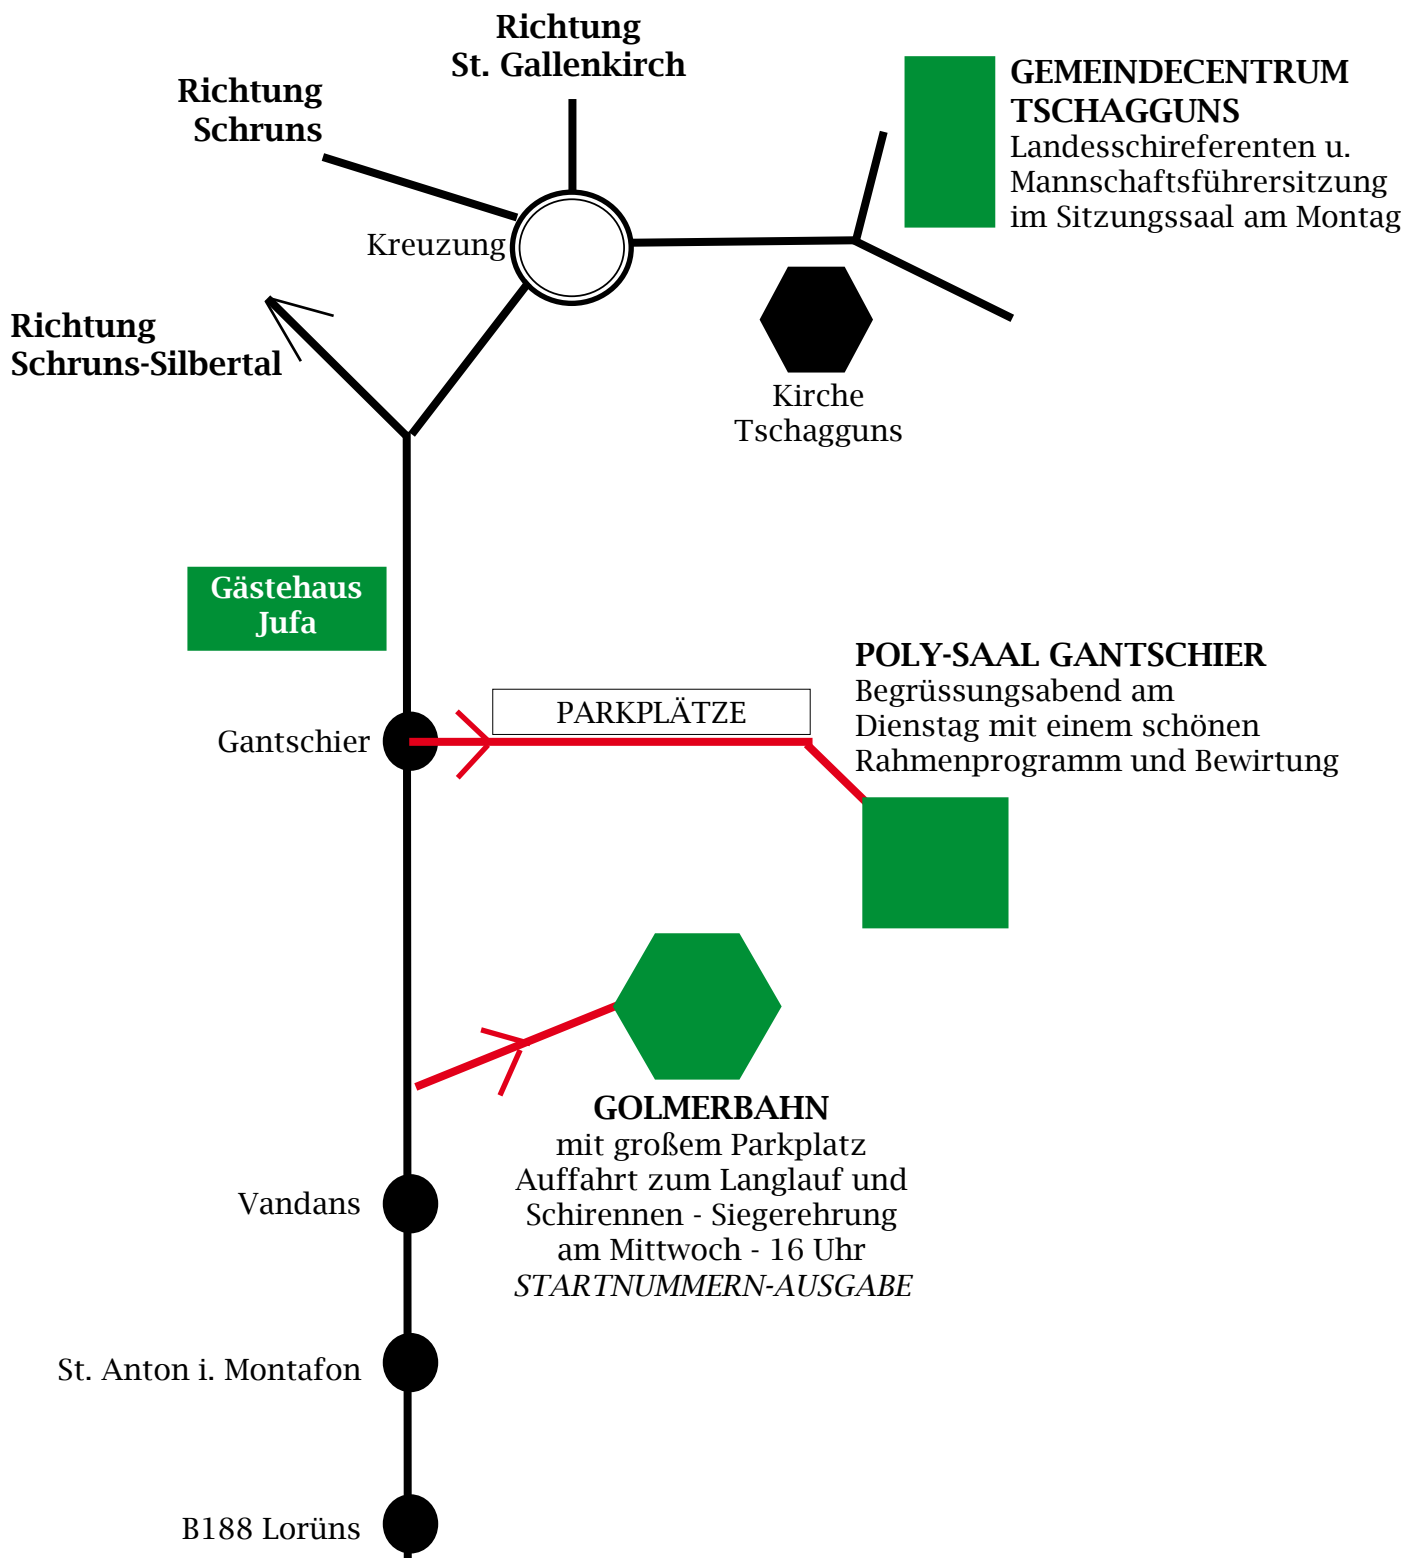 Richtung
St. Gallenkirch
Richtung
Schruns
GEMEINDECENTRUM
TSCHAGGUNS
Landesschireferenten u.
Mannschaftsführersitzung
im Sitzungssaal am Montag
Kreuzung
Richtung
Schruns-Silbertal
Kirche
Tschagguns
Gästehaus
Jufa
POLY-SAAL GANTSCHIER
Begrüssungsabend am
Dienstag mit einem schönen
Rahmenprogramm und Bewirtung
PARKPLÄTZE
Gantschier
GOLMERBAHN
mit großem Parkplatz
Auffahrt zum Langlauf und
Schirennen - Siegerehrung
am Mittwoch - 16 Uhr
STARTNUMMERN-AUSGABE
Vandans
St. Anton i. Montafon
B188 Lorüns